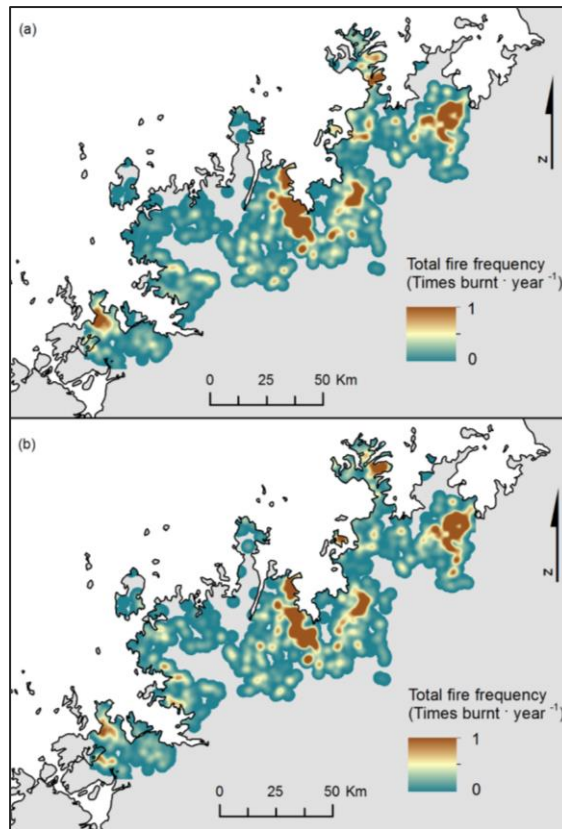 (a)
N
Total fire frequency
(Times burnt · year -1)
1
0
0 25 50 Km
(b)
N
Total fire frequency
(Times burnt · year -1)
1
0
0 25 50 Km